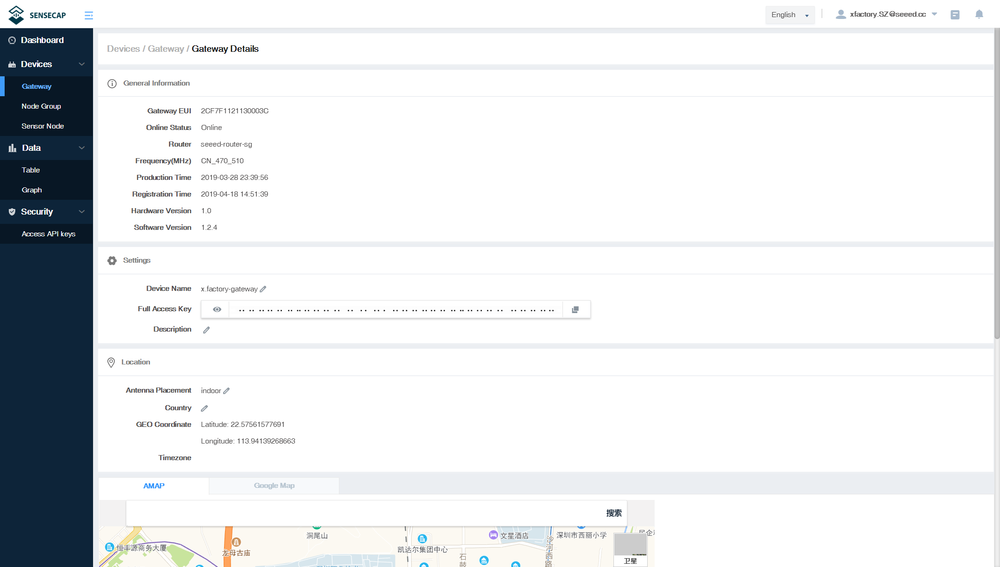 SENSECAP
English
xfactory.SZ@seeed.cc
Dashboard
Devices
Gateway
Node Group
Sensor Node
Data
Table
Graph
Security
Access API keys
Devices / Gateway / Gateway Details
General Information
Gateway EUI 2CF7F1121130003C
Online Status Online
Router seeed-router-sg
Frequency(MHz) CN_470_510
Production Time 2019-03-28 23:39:56
Registration Time 2019-04-18 14:51:39
Hardware Version 1.0
Software Version 1.2.4
Settings
Device Name x.factory-gateway
Full Access Key
Description
Location
Antenna Placement indoor
Country
GEO Coordinate Latitude: 22.57561577691
Longitude: 113.94139268663
Timezone
AMAP Google Map
搜索
洞尾山
文星酒店
深圳市西丽小学
恒丰源商务大厦
龙母古庙
凯达尔集团中心
沙河西路
石鼓
卫星